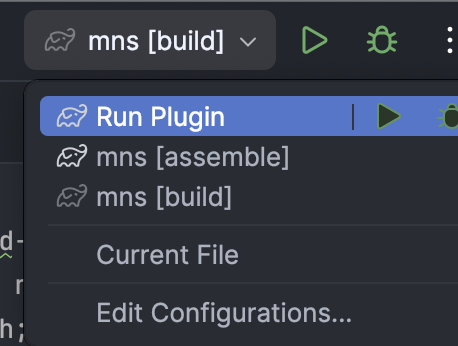 mns [build]
Run Plugin
mns [assemble]
mns [build]
d-
Current File
h;
Edit Configurations...